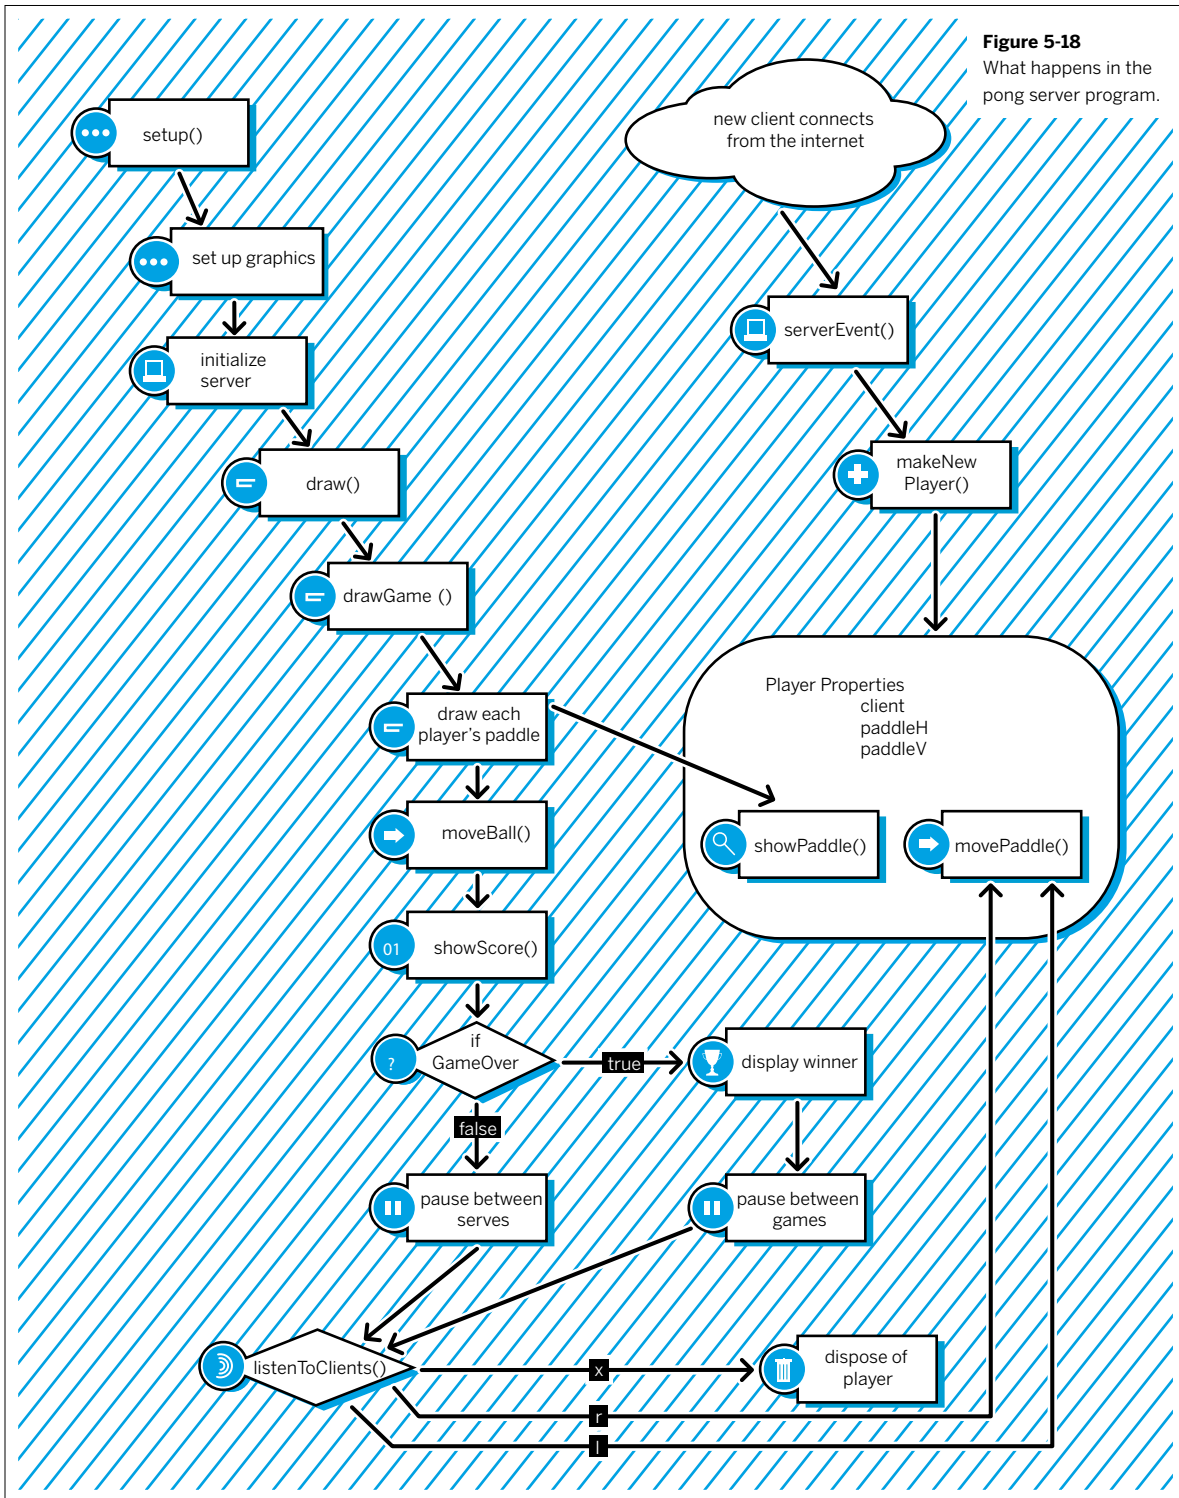 Figure 5-18
What happens in the
pong server program.
new client connects
from the internet
setup()
set up graphics
serverEvent()
initialize
server
makeNew
Player()
draw()
drawGame ()
Player Properties
client
paddleH
paddleV
draw each
player's paddle
moveBall()
showPaddle()
movePaddle()
01
showScore()
if
GameOver
?
true
display winner
false
pause between
serves
pause between
games
listenToClients()
x
dispose of
player
r
l